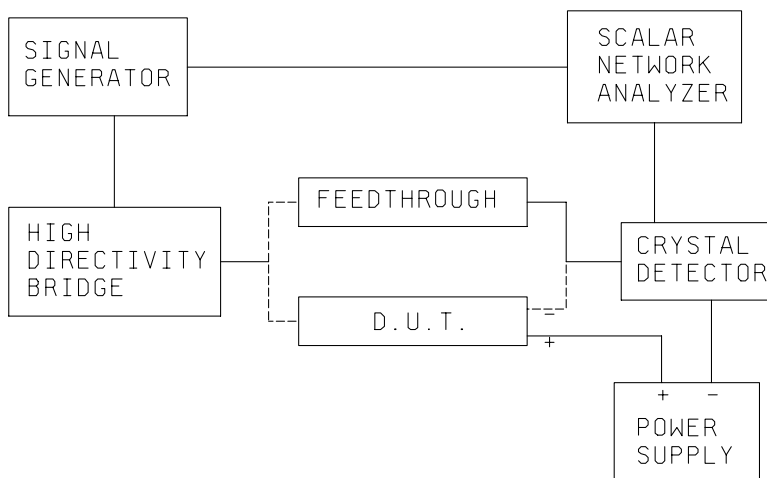 SIGNAL
GENERATOR
SCALAR
NETWORK
ANALYZER
FEEDTHROUGH
HIGH
DIRECTIVITY
BRIDGE
CRYSTAL
DETECTOR
D.U.T.
−
+
+ −
POWER
SUPPLY